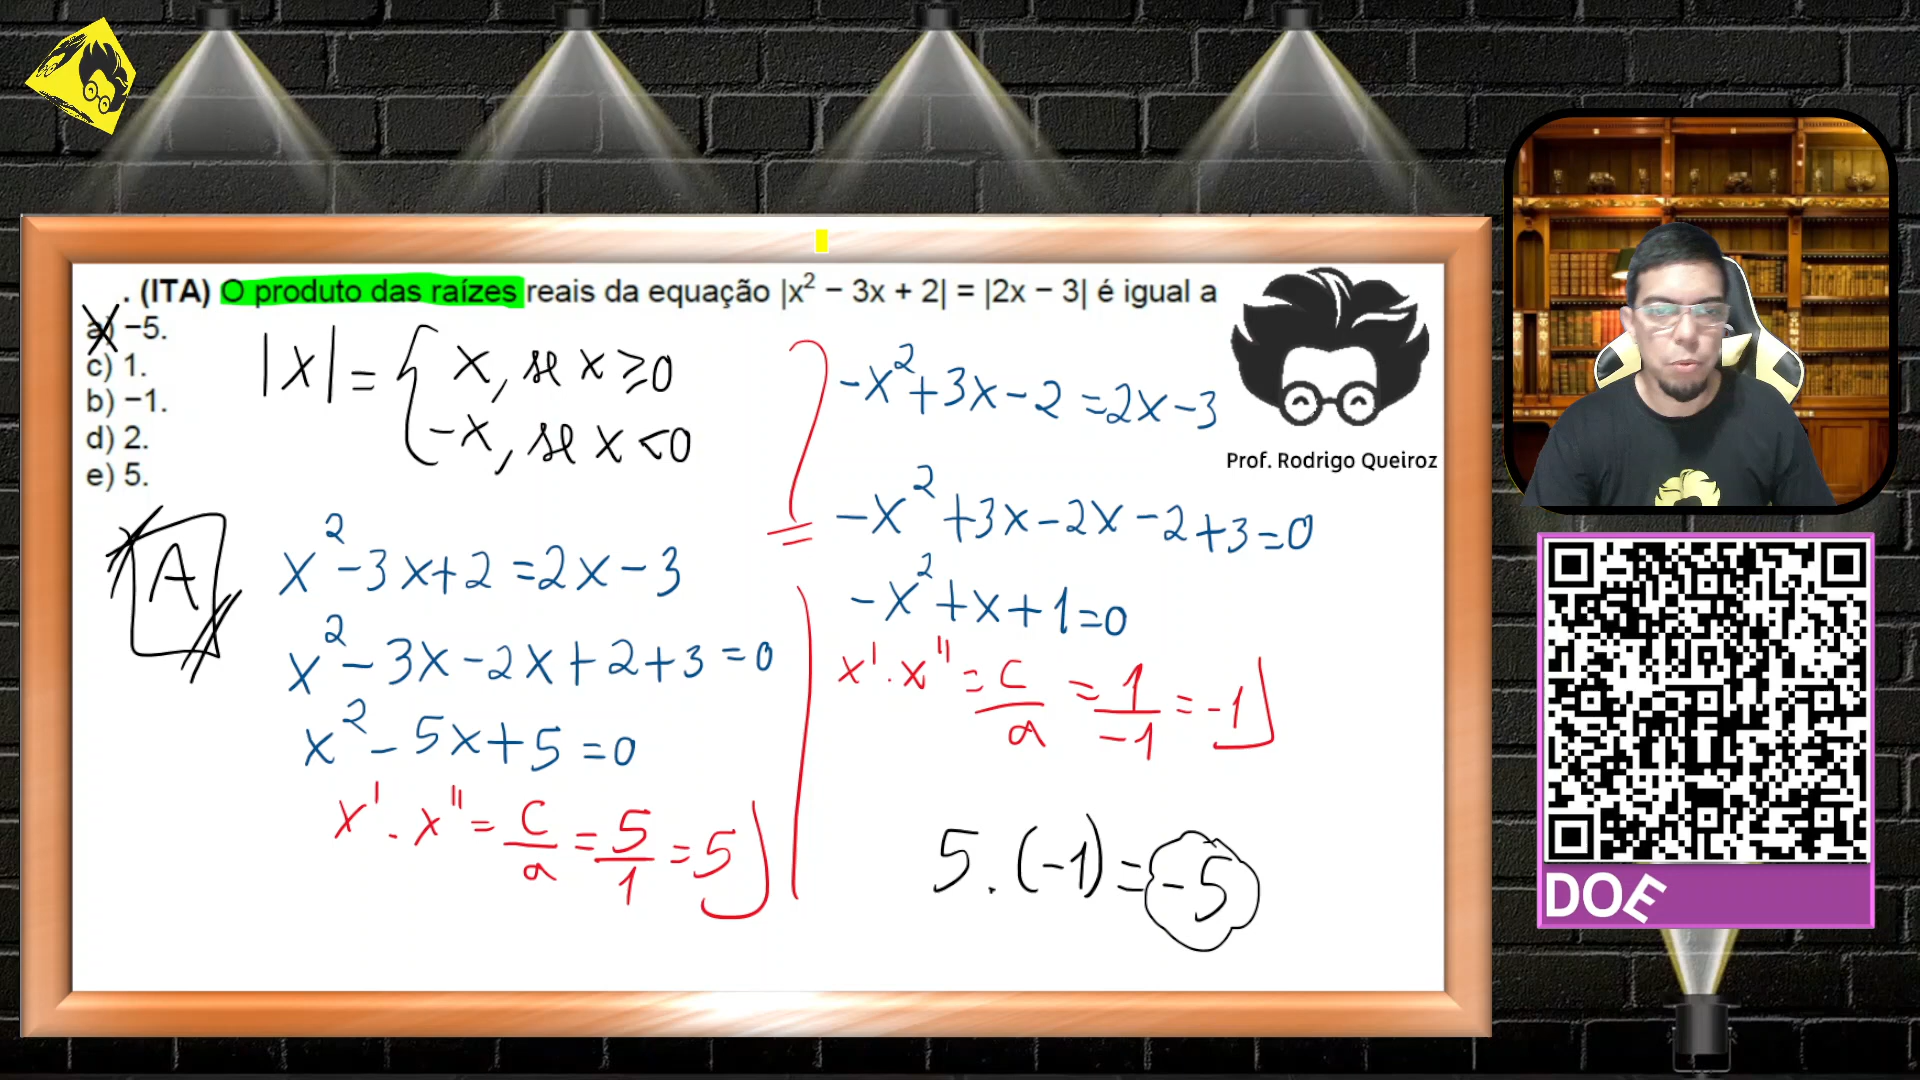 . (ITA) O produto das raízes reais da equação |x² − 3x + 2| = |2x − 3| é igual a
a) −5.
c) 1.
b) −1.
d) 2.
e) 5.
|x| = { x, se x ≥ 0
-x, se x < 0
A
x² - 3x + 2 = 2x - 3
x² - 3x - 2x + 2 + 3 = 0
x² - 5x + 5 = 0
x' . x'' = c/a = 5/1 = 5
-x² + 3x - 2 = 2x - 3
-x² + 3x - 2x - 2 + 3 = 0
-x² + x + 1 = 0
x' . x'' = c/a = 1/-1 = -1
5 . (-1) = -5
Prof. Rodrigo Queiroz
DOE